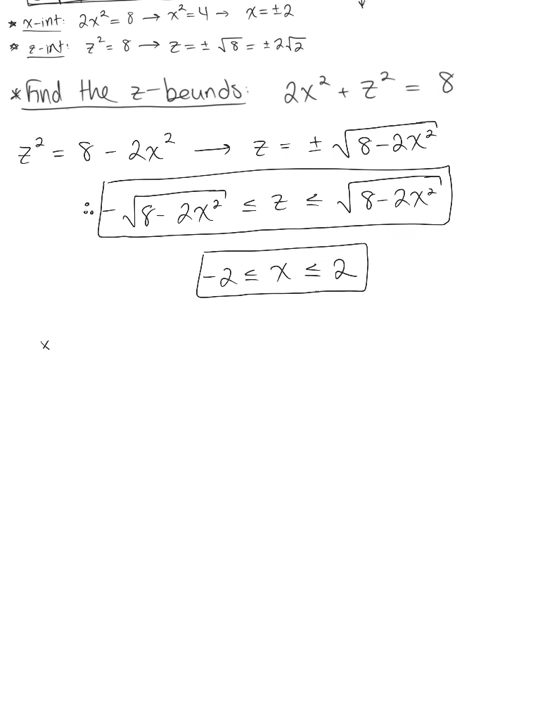 * x-int: 2x² = 8 → x² = 4 → x = ±2
* z-int: z² = 8 → z = ± √8 = ± 2√2
* Find the z-bounds: 2x² + z² = 8
z² = 8 - 2x² → z = ± √(8-2x²)
∴ -√(8-2x²) ≤ z ≤ √(8-2x²)
-2 ≤ x ≤ 2
x